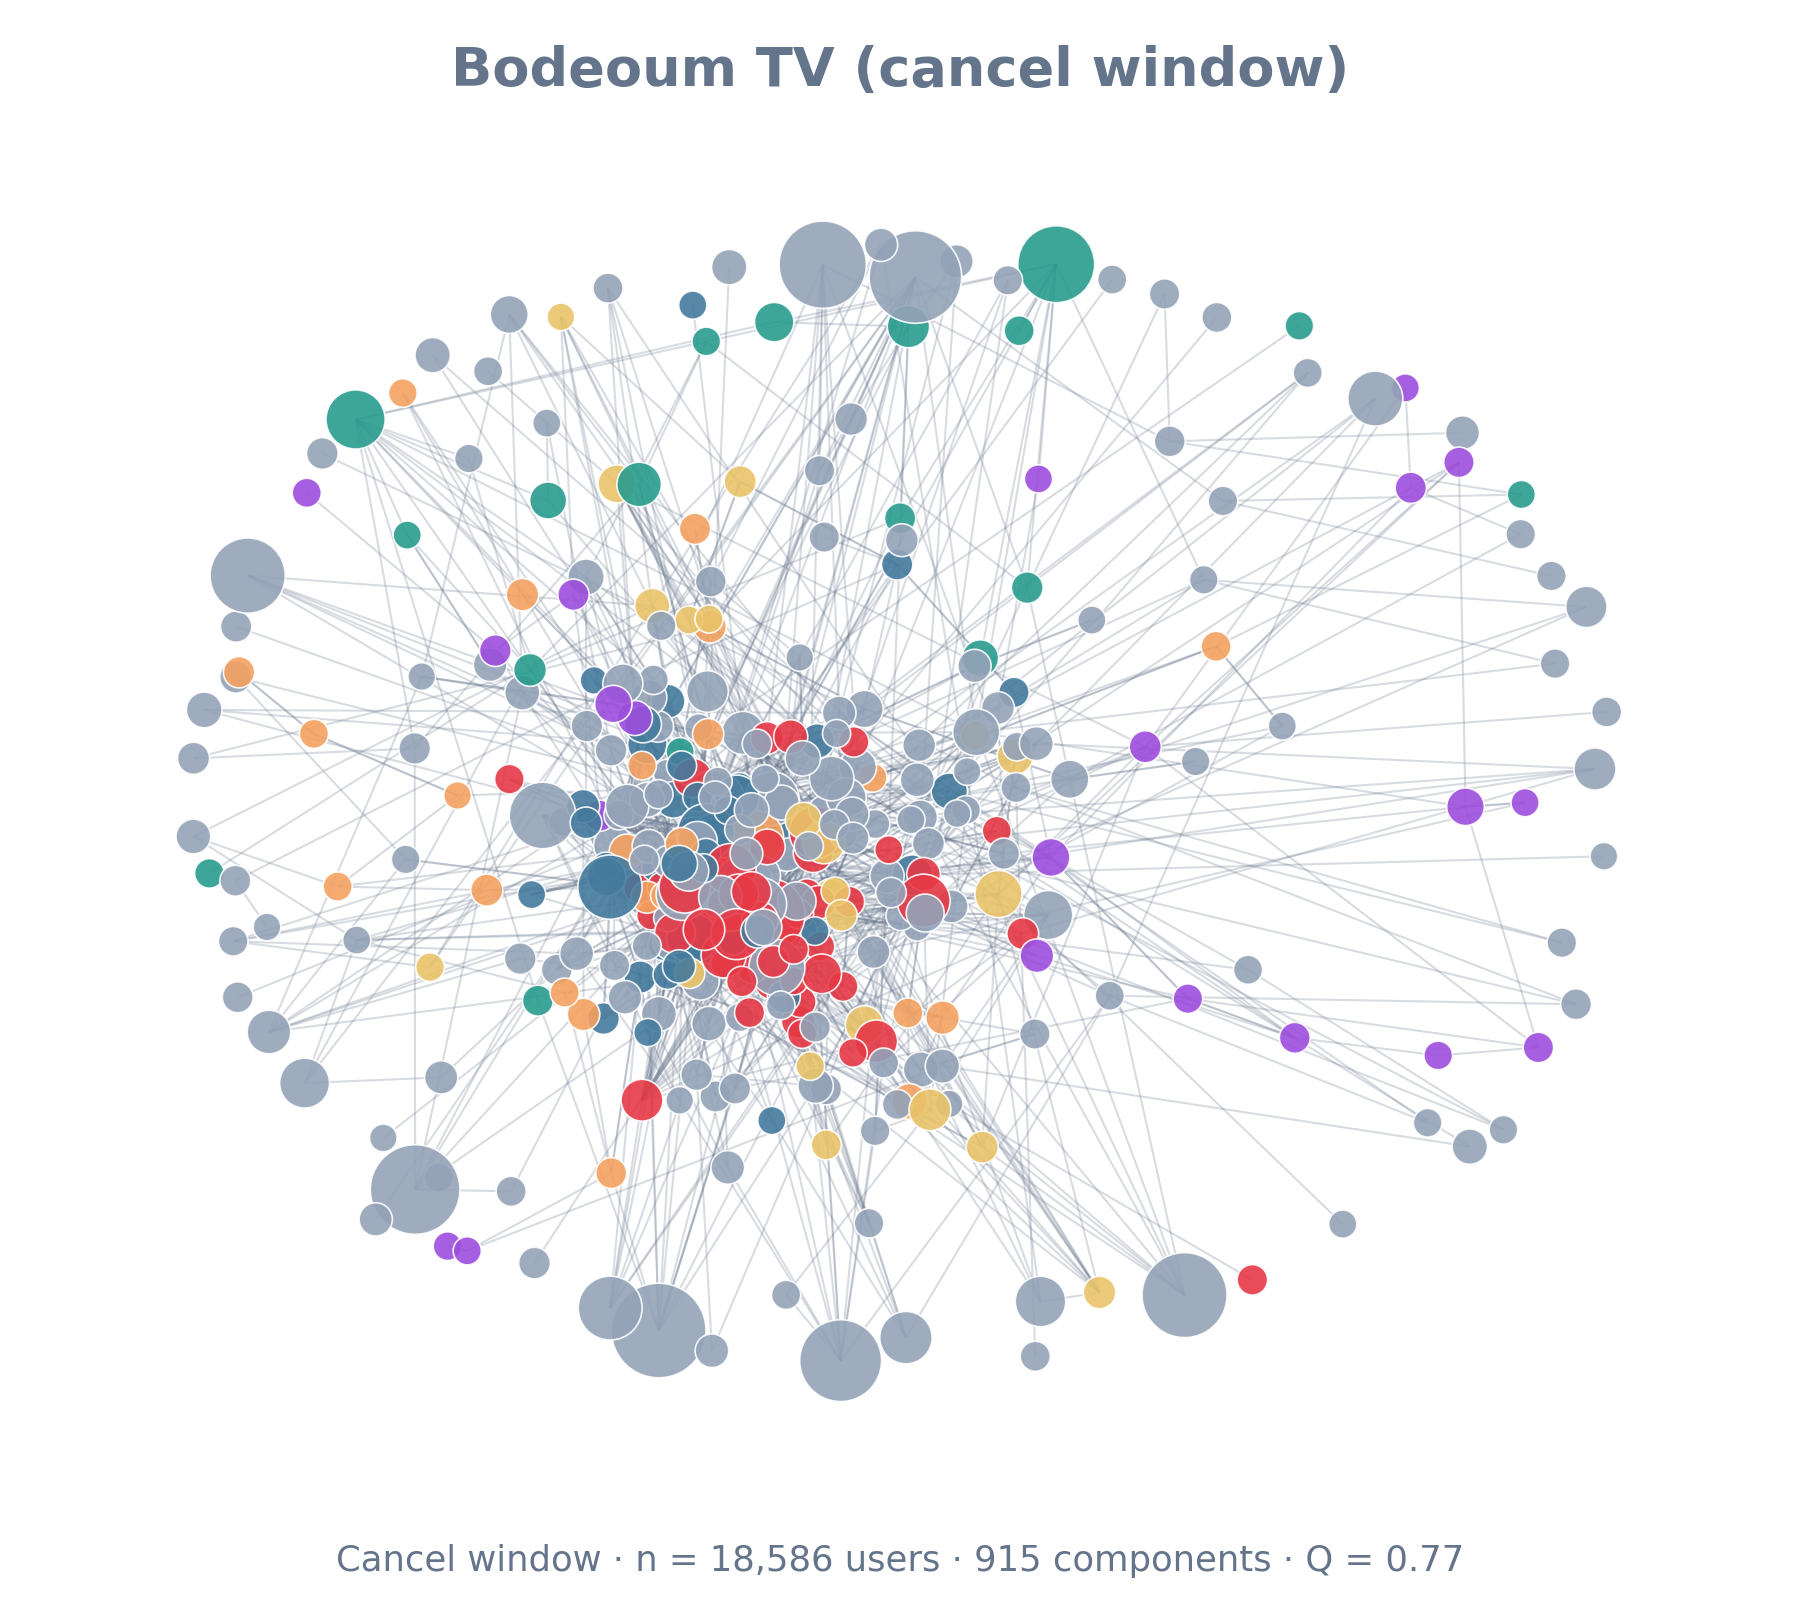 Bodeoum TV (cancel window)
Cancel window · n = 18,586 users · 915 components · Q = 0.77